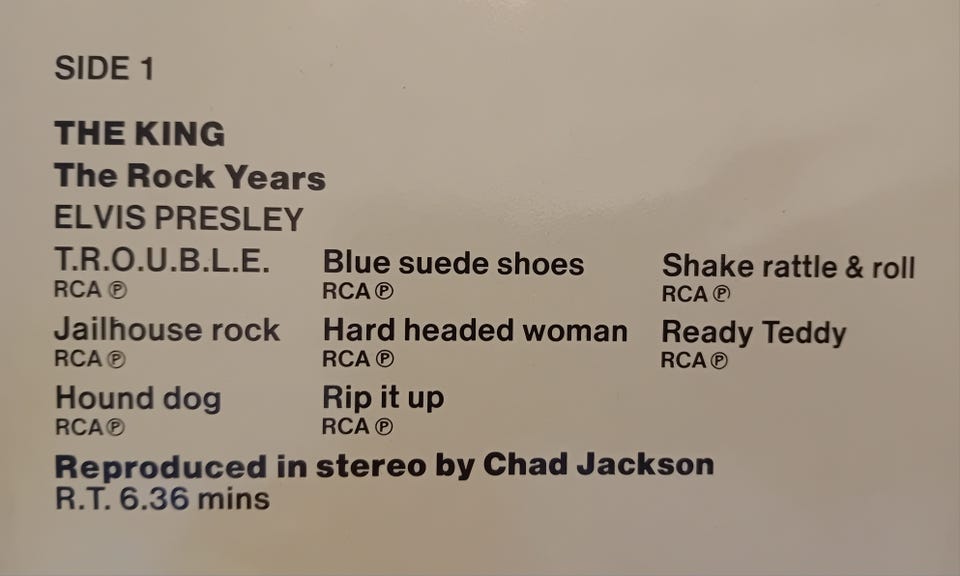 SIDE 1
THE KING
The Rock Years
ELVIS PRESLEY
T.R.O.U.B.L.E. Blue suede shoes Shake rattle & roll
RCA ℗ RCA ℗ RCA ℗
Jailhouse rock Hard headed woman Ready Teddy
RCA ℗ RCA ℗ RCA ℗
Hound dog Rip it up
RCA ℗ RCA ℗
Reproduced in stereo by Chad Jackson
R.T. 6.36 mins